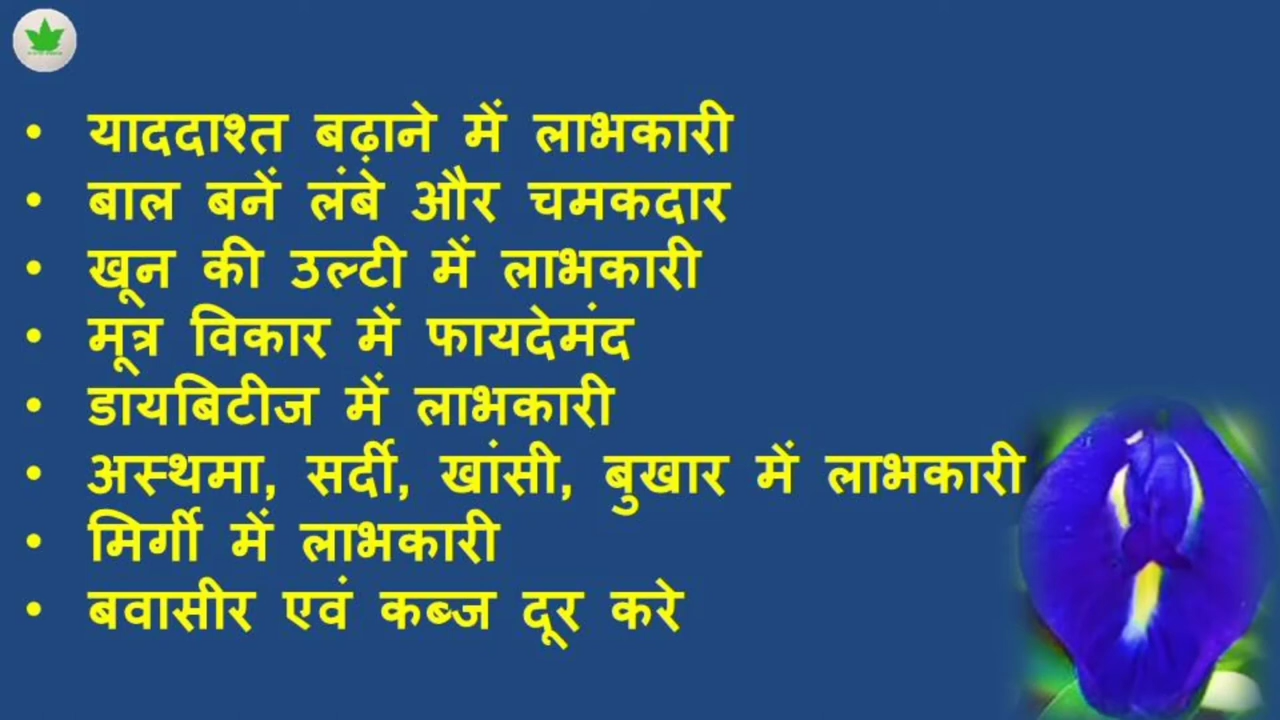 • याददाश्त बढ़ाने में लाभकारी
• बाल बनें लंबे और चमकदार
• खून की उल्टी में लाभकारी
• मूत्र विकार में फायदेमंद
• डायबिटीज में लाभकारी
• अस्थमा, सर्दी, खांसी, बुखार में लाभकारी
• मिर्गी में लाभकारी
• बवासीर एवं कब्ज दूर करे